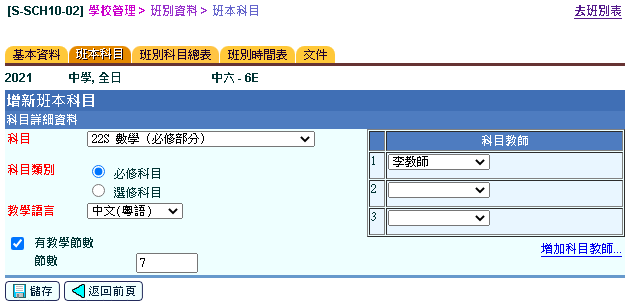 [S-SCH10-02] 學校管理 > 班別資料 > 班本科目 去班別表
基本資料 班本科目 班別科目總表 班別時間表 文件
2021 中學, 全日 中六 - 6E
增新班本科目
科目詳細資料
科目 22S 數學 (必修部分)
科目教師
1 李教師
科目類別 必修科目
選修科目
2
教學語言 中文(粵語)
3
有教學節數
節數 7
增加科目教師...
儲存 返回前頁